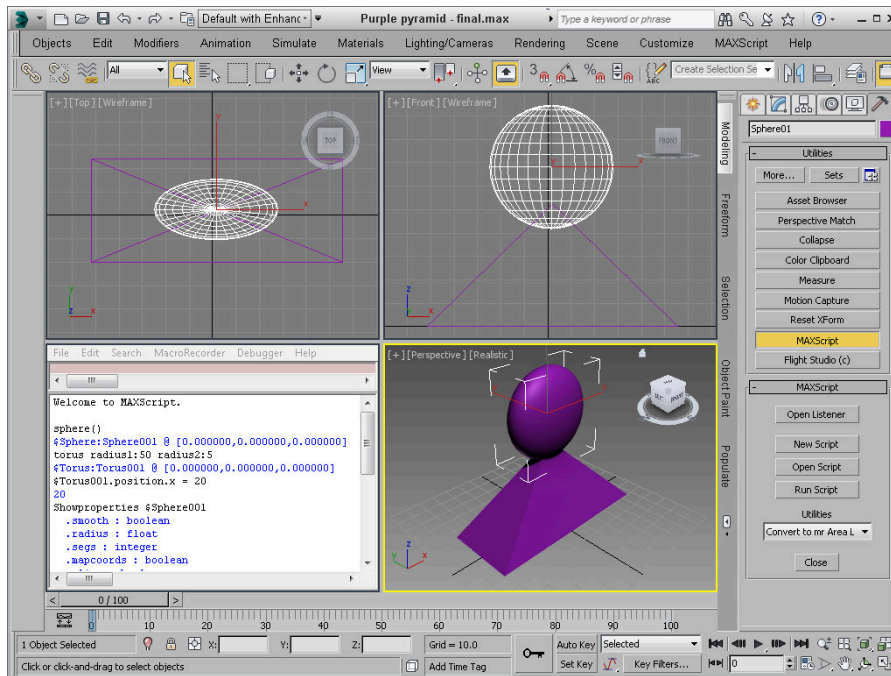 Default with Enhanc
Purple pyramid - final.max
Type a keyword or phrase
Objects Edit Modifiers Animation Simulate Materials Lighting/Cameras Rendering Scene Customize MAXScript Help
All
View
3
%
ABC
Create Selection Se
[+] [Top] [Wireframe]
TOP
y
x
z
[+] [Front] [Wireframe]
FRONT
Modeling
Freeform
Selection
Object Paint
Populate
Sphere01
- Utilities
More... Sets
Asset Browser
Perspective Match
Collapse
Color Clipboard
Measure
Motion Capture
Reset XForm
MAXScript
Flight Studio (c)
- MAXScript
Open Listener
New Script
Open Script
Run Script
Utilities
Convert to mr Area L
Close
File Edit Search MacroRecorder Debugger Help
Welcome to MAXScript.
sphere()
$Sphere:Sphere001 @ [0.000000,0.000000,0.000000]
torus radius1:50 radius2:5
$Torus:Torus001 @ [0.000000,0.000000,0.000000]
$Torus001.position.x = 20
20
Showproperties $Sphere001
.smooth : boolean
.radius : float
.segs : integer
.mapcoords : boolean
[+] [Perspective] [Realistic]
< 0 / 100 >
0 10 20 30 40 50 60 70 80 90 100
1 Object Selected X: Y: Z: Grid = 10.0 Auto Key Selected
Click or click-and-drag to select objects Add Time Tag Set Key Key Filters... 0